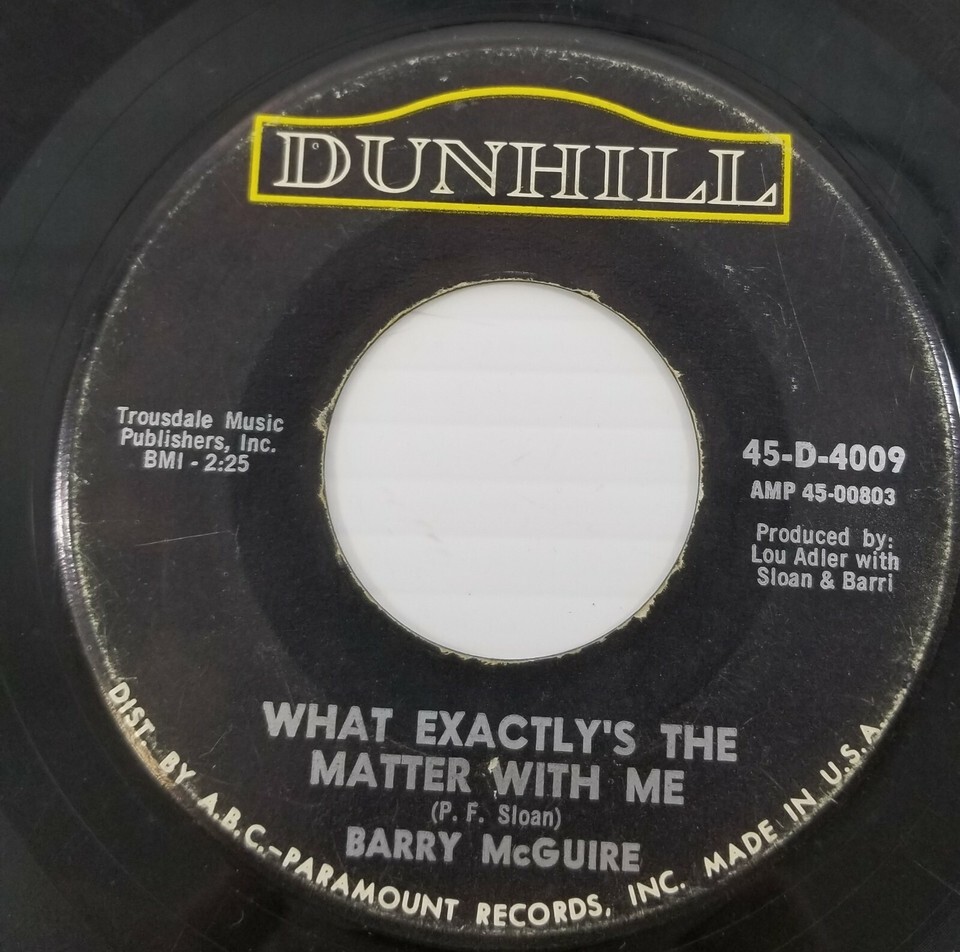 DUNHILL
Trousdale Music
Publishers, Inc.
BMI - 2:25
45-D-4009
AMP 45-00803
Produced by:
Lou Adler with
Sloan & Barri
WHAT EXACTLY'S THE
MATTER WITH ME
(P. F. Sloan)
BARRY McGUIRE
DIST. BY A.B.C.-PARAMOUNT RECORDS, INC. MADE IN U.S.A.